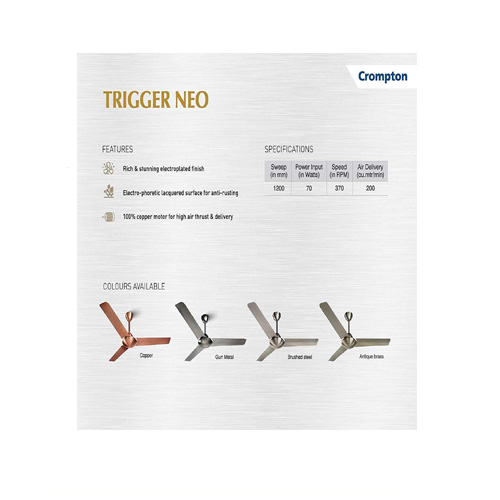 Crompton
TRIGGER NEO
FEATURES
Rich & stunning electroplated finish
Electro-phoretic lacquered surface for anti-rusting
100% copper motor for high air thrust & delivery
SPECIFICATIONS
Sweep (in mm) Power Input (in Watts) Speed (in RPM) Air Delivery (cu.mtr/min)
1200 70 370 200
COLOURS AVAILABLE
Copper Gun Metal Brushed steel Antique brass